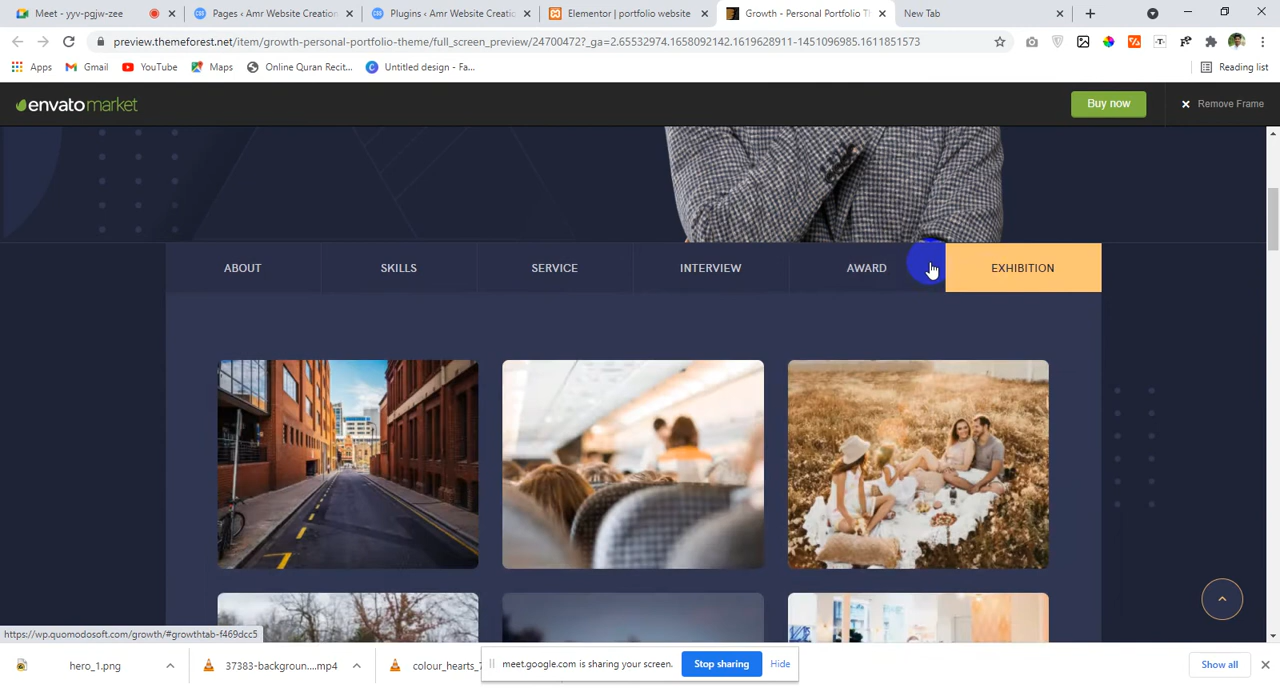 Meet - yyv-pgjw-zee
Pages ‹ Amr Website Creation
Plugins ‹ Amr Website Creatio
Elementor | portfolio website
Growth - Personal Portfolio Th
New Tab
preview.themeforest.net/item/growth-personal-portfolio-theme/full_screen_preview/24700472?_ga=2.65532974.1658092142.1619628911-1451096985.1611851573
Apps
Gmail
YouTube
Maps
Online Quran Recit...
Untitled design - Fa...
Reading list
envato market
Buy now
Remove Frame
ABOUT
SKILLS
SERVICE
INTERVIEW
AWARD
EXHIBITION
https://wp.quomodosoft.com/growth/#growthtab-f469dcc5
hero_1.png
37383-backgroun....mp4
colour_hearts_
meet.google.com is sharing your screen.
Stop sharing
Hide
Show all